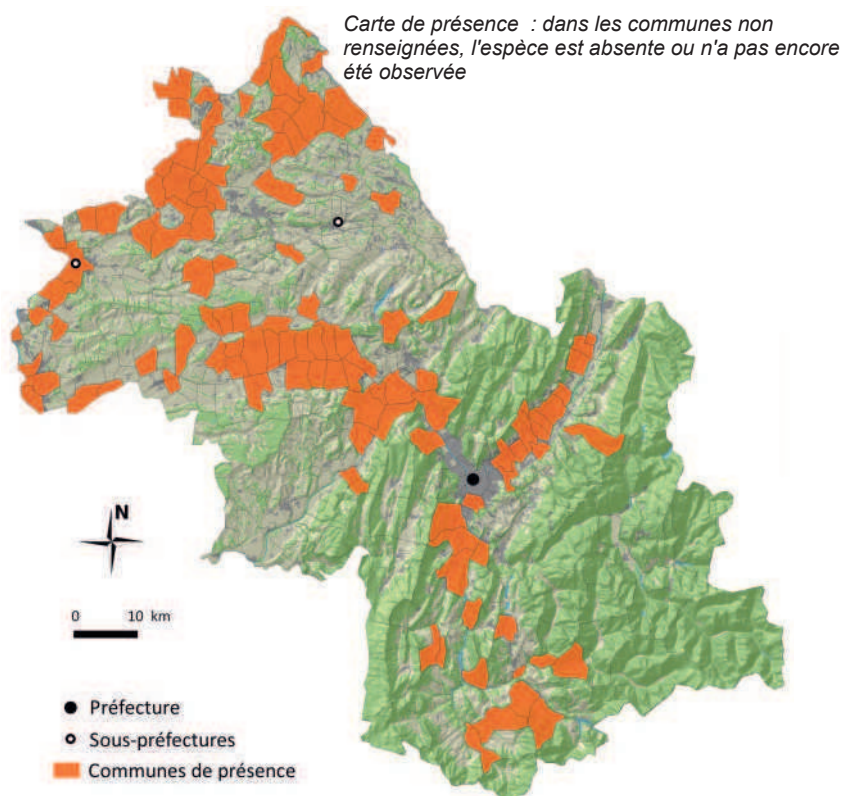 Carte de présence : dans les communes non
renseignées, l'espèce est absente ou n'a pas encore
été observée
N
0 10 km
Préfecture
Sous-préfectures
Communes de présence